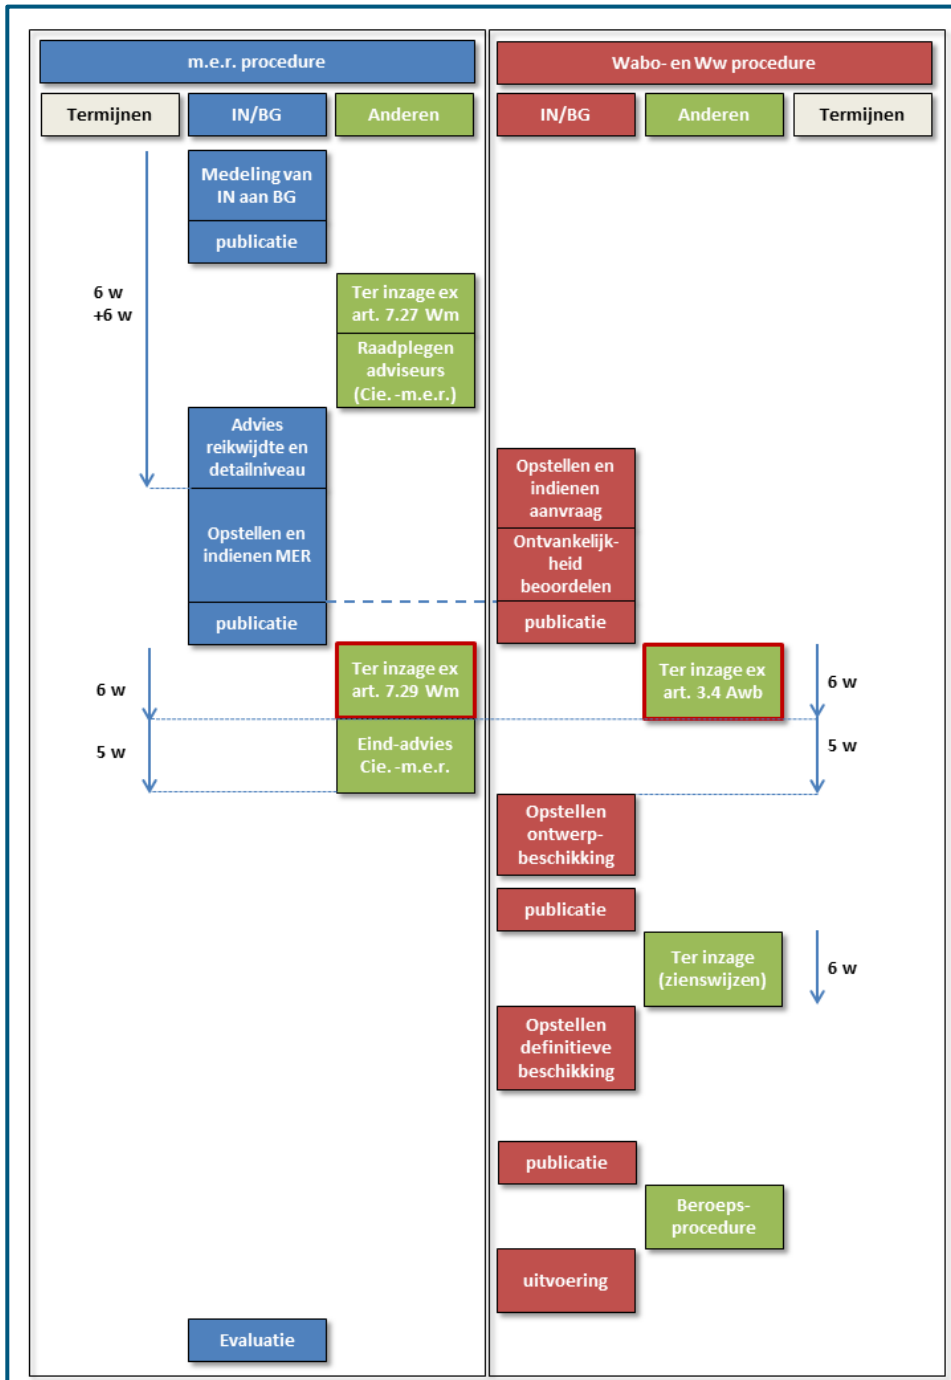 m.e.r. procedure
Termijnen
IN/BG
Anderen
Medeling van
IN aan BG
publicatie
6 w
+6 w
Ter inzage ex
art. 7.27 Wm
Raadplegen
adviseurs
(Cie. -m.e.r.)
Advies
reikwijdte en
detailniveau
Opstellen en
indienen MER
publicatie
6 w
Ter inzage ex
art. 7.29 Wm
5 w
Eind-advies
Cie. -m.e.r.
Evaluatie
Wabo- en Ww procedure
IN/BG
Anderen
Termijnen
Opstellen en
indienen
aanvraag
Ontvankelijk-
heid
beoordelen
publicatie
Ter inzage ex
art. 3.4 Awb
6 w
5 w
Opstellen
ontwerp-
beschikking
publicatie
Ter inzage
(zienswijzen)
6 w
Opstellen
definitieve
beschikking
publicatie
Beroeps-
procedure
uitvoering